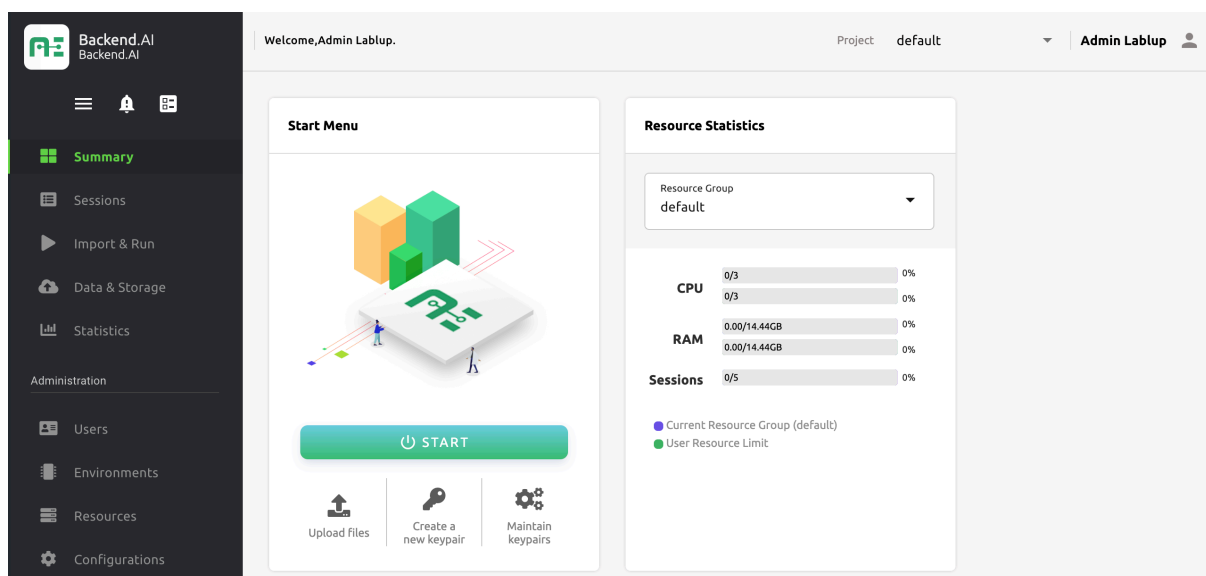 Backend.AI
Backend.AI
Welcome,Admin Lablup.
Project default
Admin Lablup
Summary
Sessions
Import & Run
Data & Storage
Statistics
Administration
Users
Environments
Resources
Configurations
Start Menu
START
Upload files
Create a
new keypair
Maintain
keypairs
Resource Statistics
Resource Group
default
CPU
0/3 0%
0/3 0%
RAM
0.00/14.44GB 0%
0.00/14.44GB 0%
Sessions 0/5 0%
Current Resource Group (default)
User Resource Limit